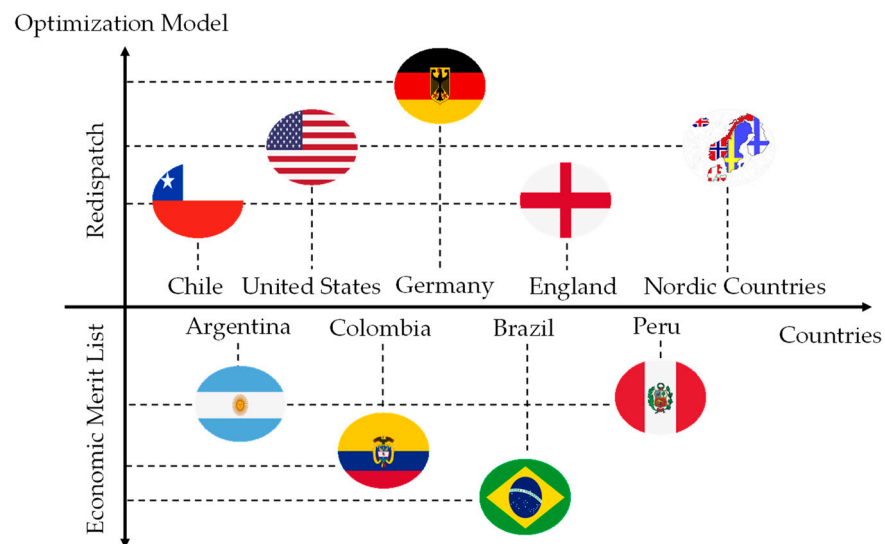 Optimization Model
Redispatch
Chile
United States
Germany
England
Nordic Countries
Argentina
Colombia
Brazil
Peru
Countries
Economic Merit List